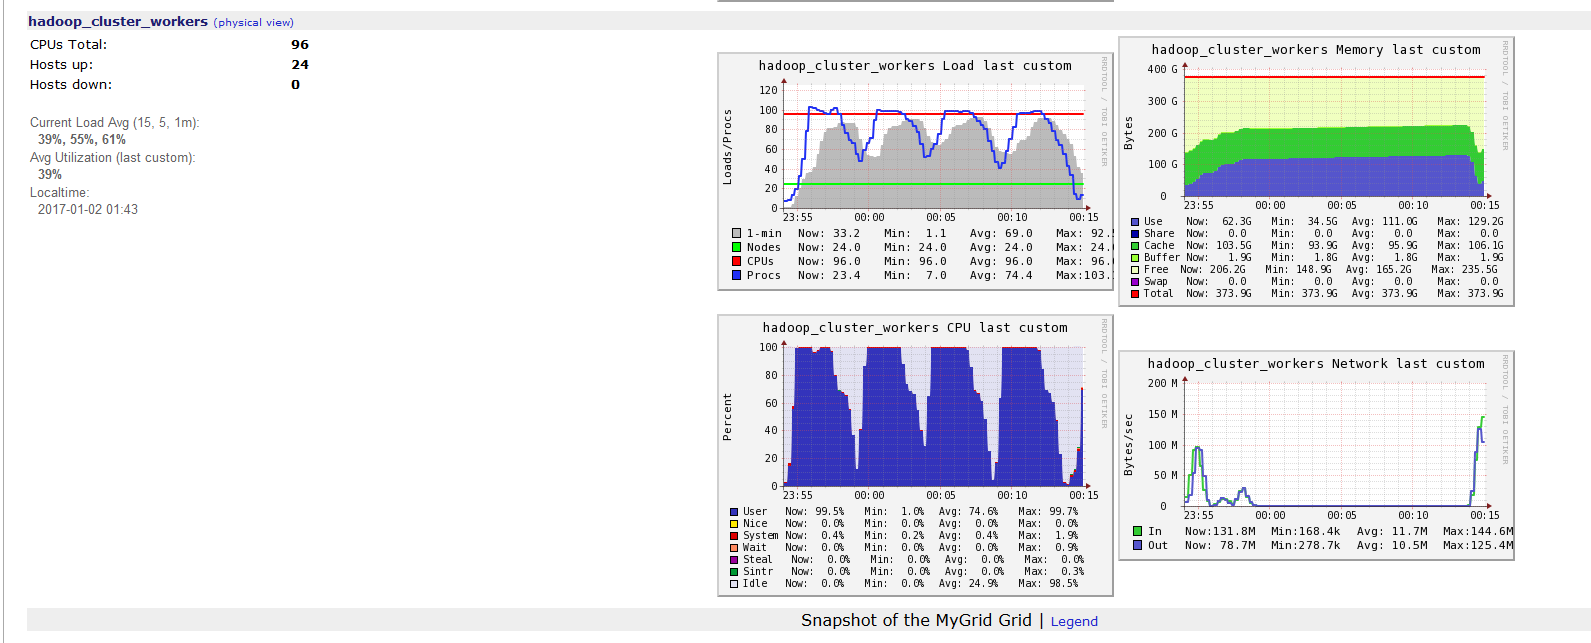 hadoop_cluster_workers (physical view)
CPUs Total: 96
Hosts up: 24
Hosts down: 0
Current Load Avg (15, 5, 1m):
39%, 55%, 61%
Avg Utilization (last custom):
39%
Localtime:
2017-01-02 01:43
hadoop_cluster_workers Load last custom
RRDTOOL / TOBI OETIKER
Loads/Procs
120
100
80
60
40
20
0
23:55 00:00 00:05 00:10 00:15
1-min Now: 33.2 Min: 1.1 Avg: 69.0 Max: 92.
Nodes Now: 24.0 Min: 24.0 Avg: 24.0 Max: 24.
CPUs Now: 96.0 Min: 96.0 Avg: 96.0 Max: 96.
Procs Now: 23.4 Min: 7.0 Avg: 74.4 Max:103.
hadoop_cluster_workers Memory last custom
RRDTOOL / TOBI OETIKER
Bytes
400 G
300 G
200 G
100 G
0
23:55 00:00 00:05 00:10 00:15
Use Now: 62.3G Min: 34.5G Avg: 111.0G Max: 129.2G
Share Now: 0.0 Min: 0.0 Avg: 0.0 Max: 0.0
Cache Now: 103.5G Min: 93.9G Avg: 95.9G Max: 106.1G
Buffer Now: 1.9G Min: 1.8G Avg: 1.8G Max: 1.9G
Free Now: 206.2G Min: 148.9G Avg: 165.2G Max: 235.5G
Swap Now: 0.0 Min: 0.0 Avg: 0.0 Max: 0.0
Total Now: 373.9G Min: 373.9G Avg: 373.9G Max: 373.9G
hadoop_cluster_workers CPU last custom
RRDTOOL / TOBI OETIKER
Percent
100
80
60
40
20
0
23:55 00:00 00:05 00:10 00:15
User Now: 99.5% Min: 1.0% Avg: 74.6% Max: 99.7%
Nice Now: 0.0% Min: 0.0% Avg: 0.0% Max: 0.0%
System Now: 0.4% Min: 0.2% Avg: 0.4% Max: 1.9%
Wait Now: 0.0% Min: 0.0% Avg: 0.0% Max: 0.9%
Steal Now: 0.0% Min: 0.0% Avg: 0.0% Max: 0.0%
Sintr Now: 0.0% Min: 0.0% Avg: 0.0% Max: 0.3%
Idle Now: 0.0% Min: 0.0% Avg: 24.9% Max: 98.5%
hadoop_cluster_workers Network last custom
RRDTOOL / TOBI OETIKER
Bytes/sec
200 M
150 M
100 M
50 M
0
23:55 00:00 00:05 00:10 00:15
In Now:131.8M Min:168.4k Avg: 11.7M Max:144.6M
Out Now: 78.7M Min:278.7k Avg: 10.5M Max:125.4M
Snapshot of the MyGrid Grid | Legend